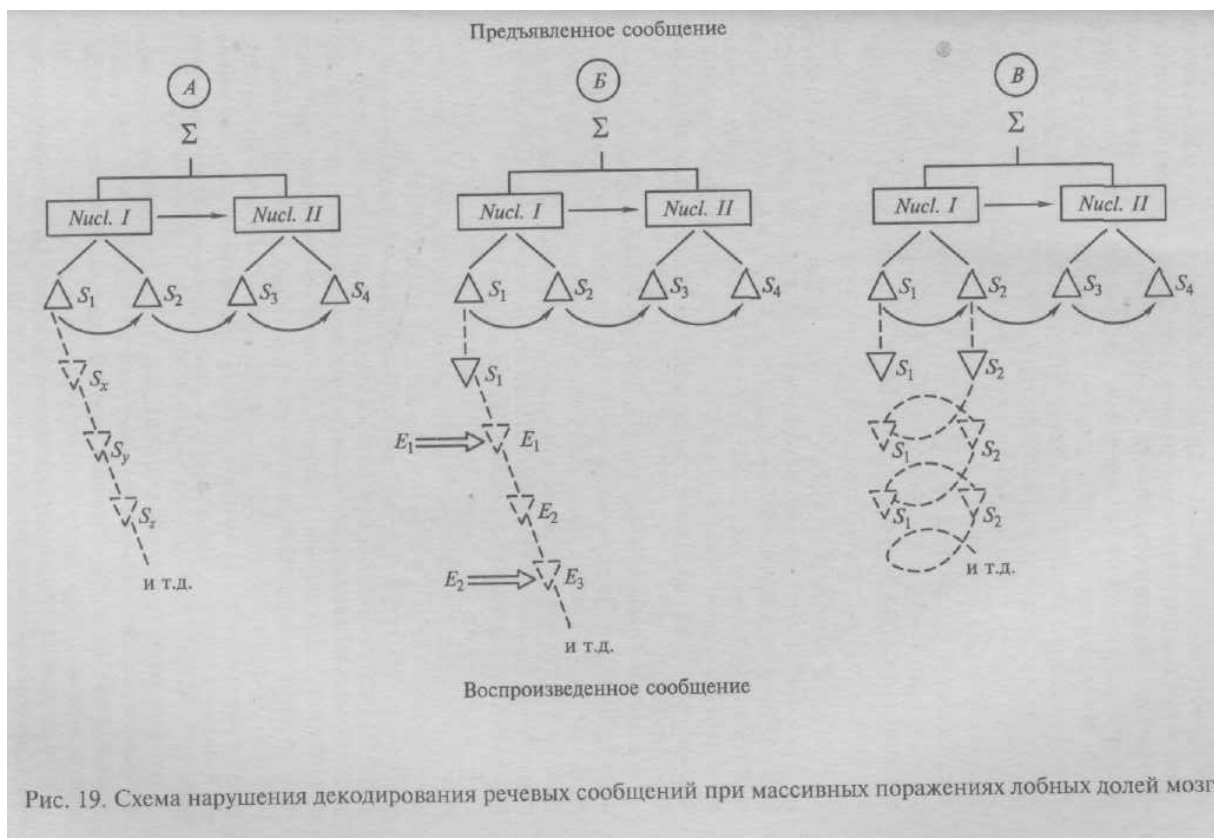 Предъявленное сообщение
А Б В
Σ Σ Σ
Nucl. I Nucl. II Nucl. I Nucl. II Nucl. I Nucl. II
S1 S2 S3 S4 S1 S2 S3 S4 S1 S2 S3 S4
Sx S1 S1 S2
Sy E1 E1 S1 S2
Sz E2 S1 S2
и т.д. E2 E3 и т.д.
и т.д.
Воспроизведенное сообщение
Рис. 19. Схема нарушения декодирования речевых сообщений при массивных поражениях лобных долей мозг